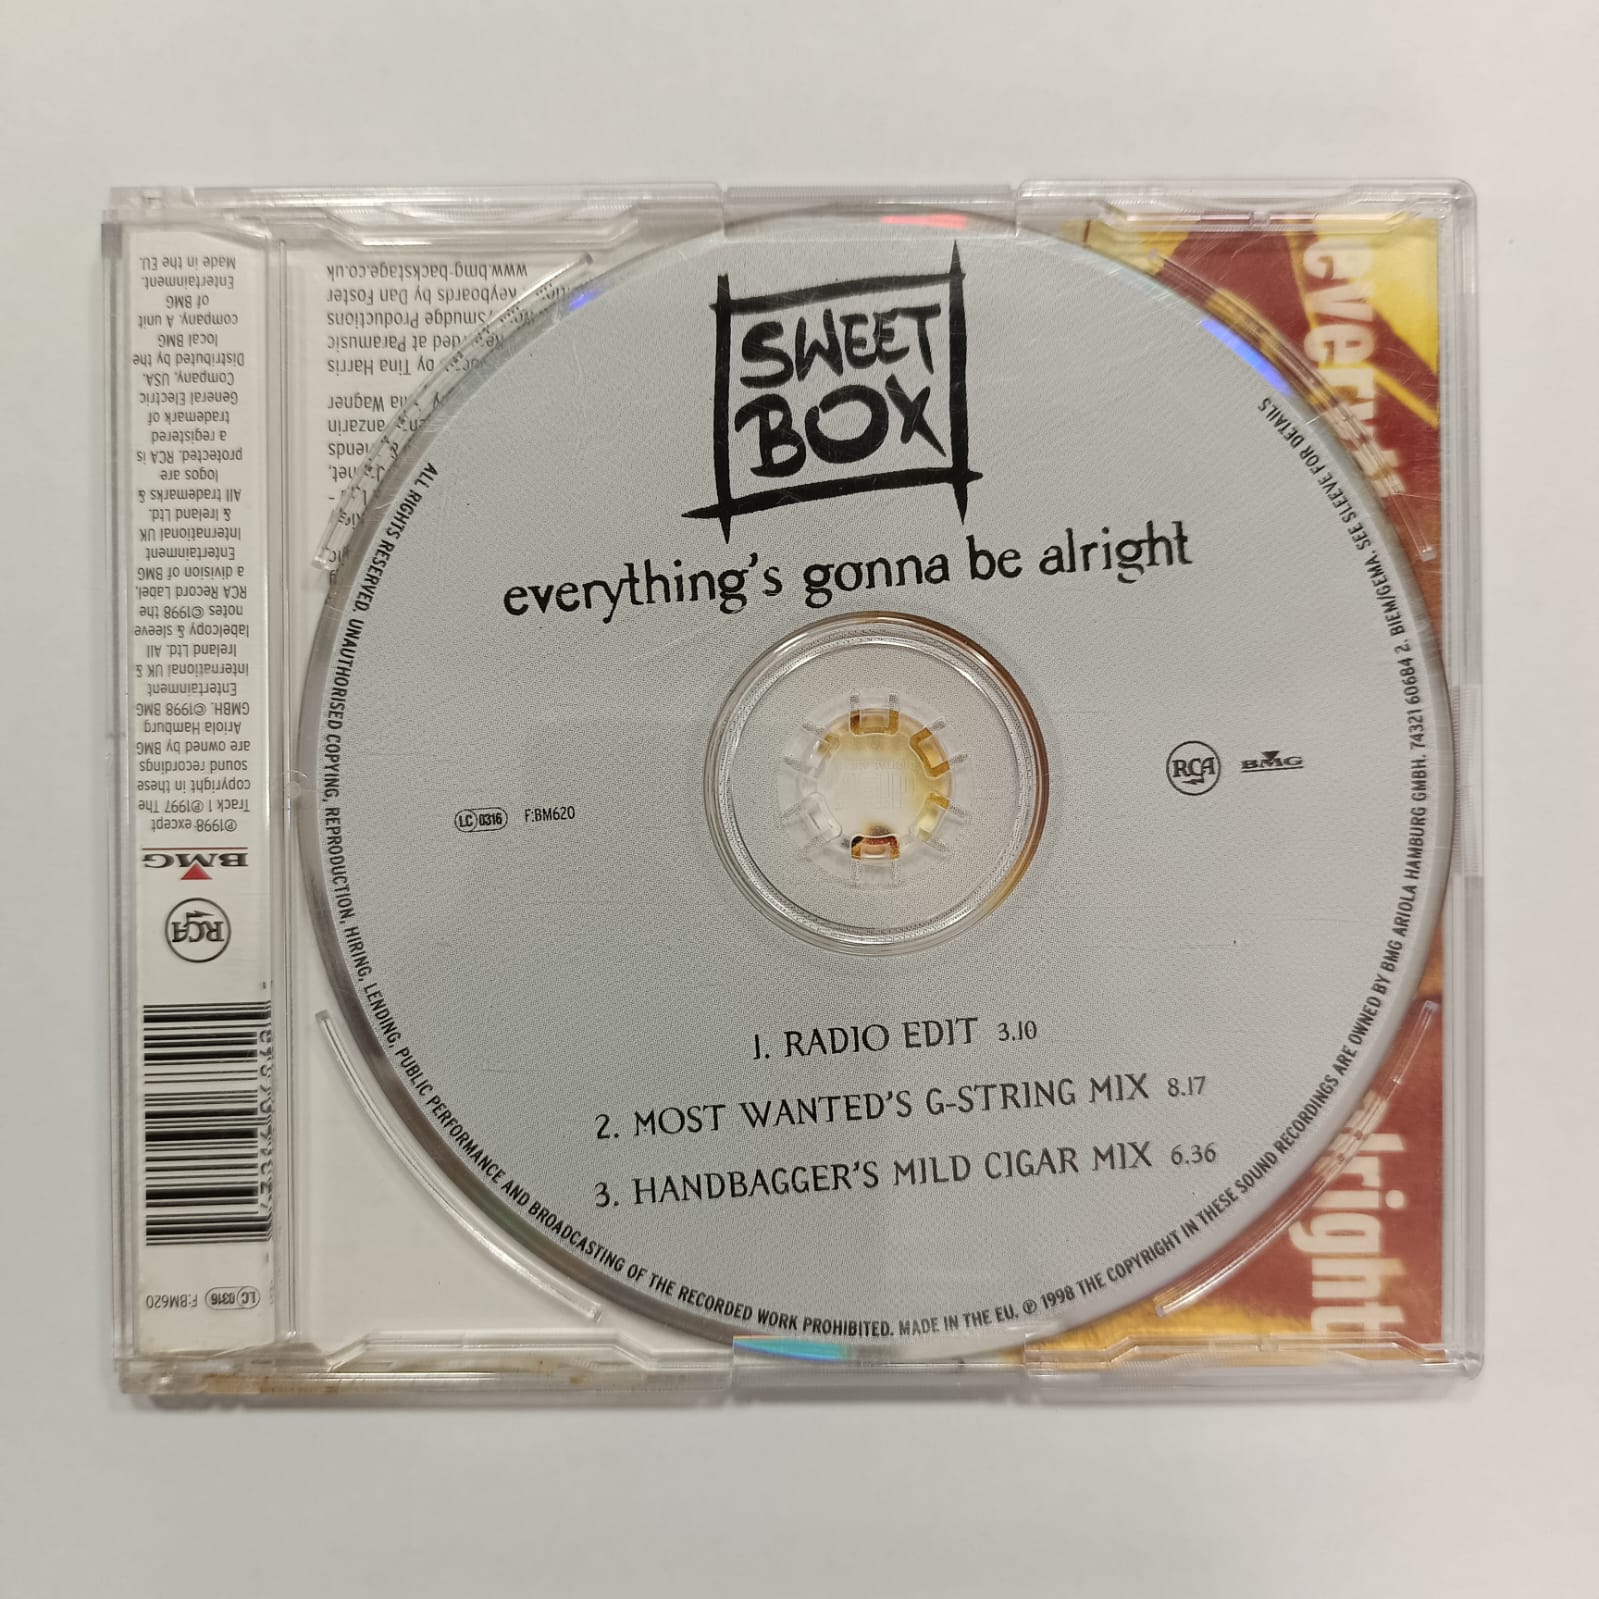 SWEET
BOX
everything's gonna be alright
LC 0316 F:BM620
RCA BMG
1. RADIO EDIT 3.10
2. MOST WANTED'S G-STRING MIX 8.17
3. HANDBAGGER'S MILD CIGAR MIX 6.36
ALL RIGHTS RESERVED. UNAUTHORISED COPYING, REPRODUCTION, HIRING, LENDING, PUBLIC PERFORMANCE AND BROADCASTING OF THE RECORDED WORK PROHIBITED. MADE IN THE EU. ℗ 1998 THE COPYRIGHT IN THESE SOUND RECORDINGS ARE OWNED BY BMG ARIOLA HAMBURG GMBH. 74321 60684 2. BIEM/GEMA. SEE SLEEVE FOR DETAILS.
LC 0316 F:BM620
RCA
BMG
℗1998 except
Track 1 ℗1997 The
copyright in these
sound recordings
are owned by BMG
Ariola Hamburg
GMBH. ©1998 BMG
Entertainment
International UK &
Ireland Ltd. All
labelcopy & sleeve
notes ©1998 the
RCA Record Label,
a division of BMG
Entertainment
International UK
& Ireland Ltd.
All trademarks &
logos are
protected. RCA is
a registered
trademark of
General Electric
Company, USA.
Distributed by the
local BMG
company. A unit
of BMG
Entertainment.
Made in the EU.
Wagner
by Tina Harris
at Paramusic
Smudge Productions
keyboards by Dan Foster
www.bmg-backstage.co.uk